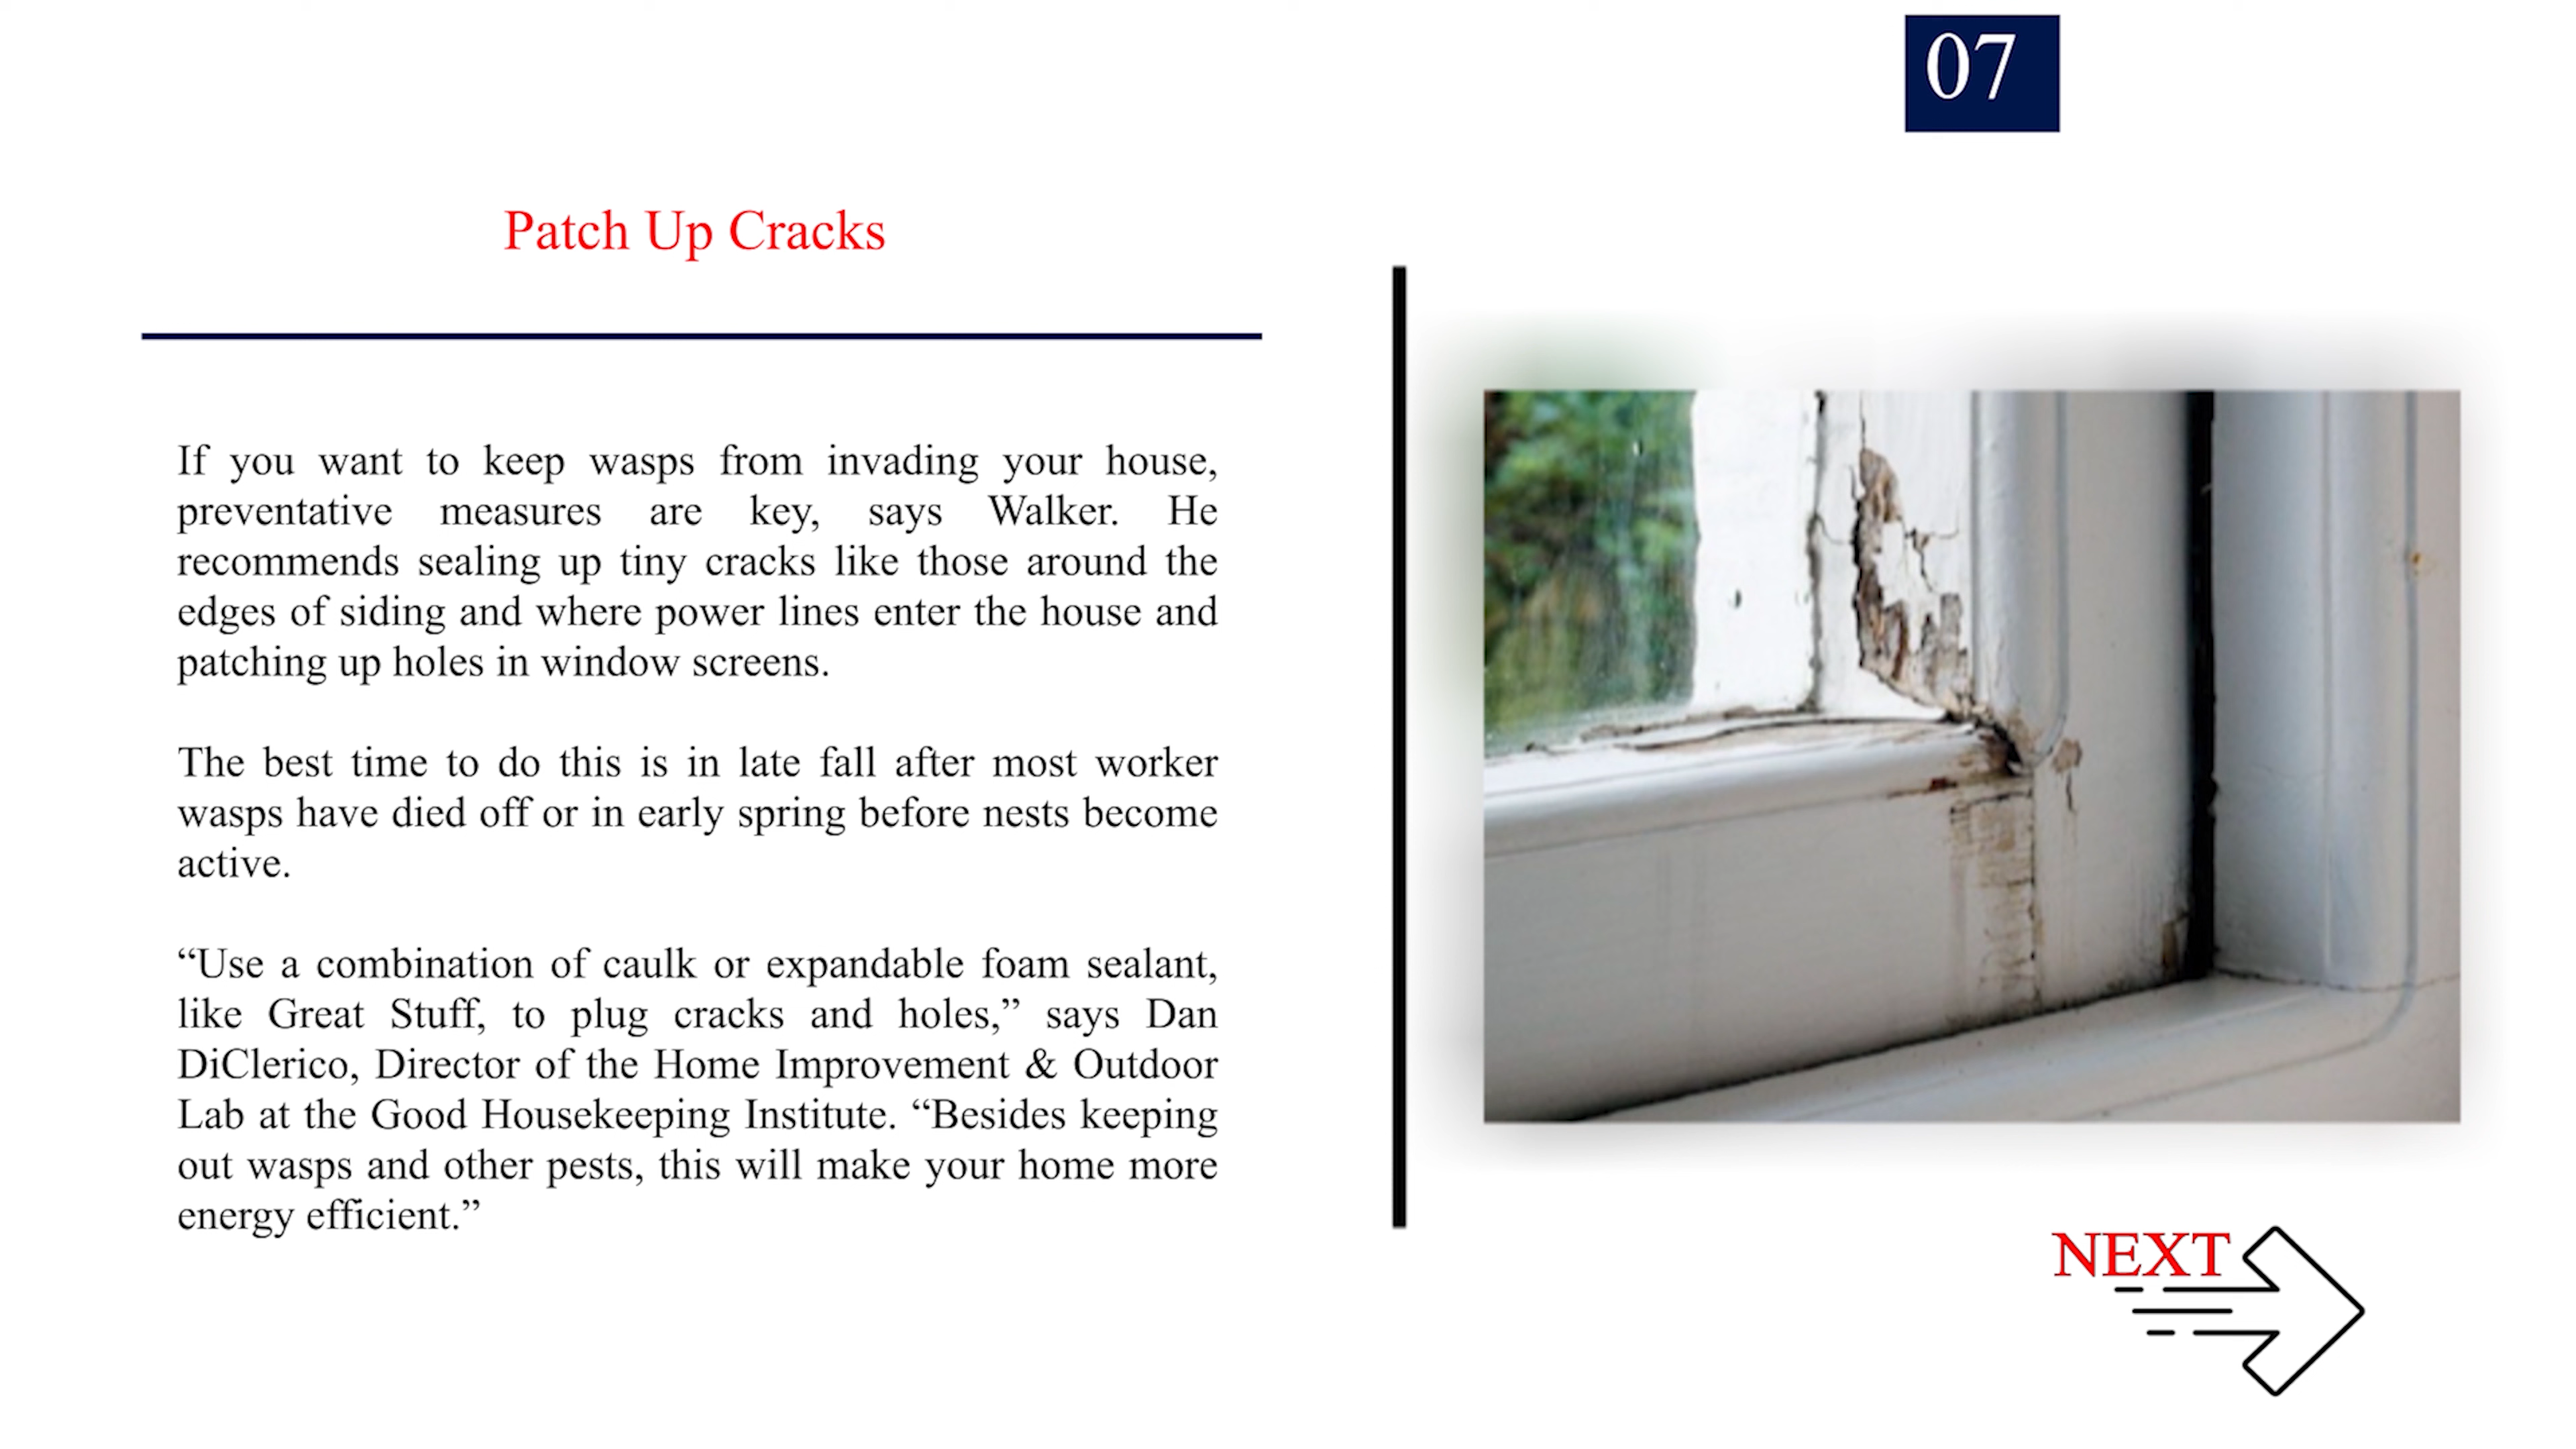 07
Patch Up Cracks
If you want to keep wasps from invading your house,
preventative measures are key, says Walker. He
recommends sealing up tiny cracks like those around the
edges of siding and where power lines enter the house and
patching up holes in window screens.
The best time to do this is in late fall after most worker
wasps have died off or in early spring before nests become
active.
“Use a combination of caulk or expandable foam sealant,
like Great Stuff, to plug cracks and holes,” says Dan
DiClerico, Director of the Home Improvement & Outdoor
Lab at the Good Housekeeping Institute. “Besides keeping
out wasps and other pests, this will make your home more
energy efficient.”
NEXT